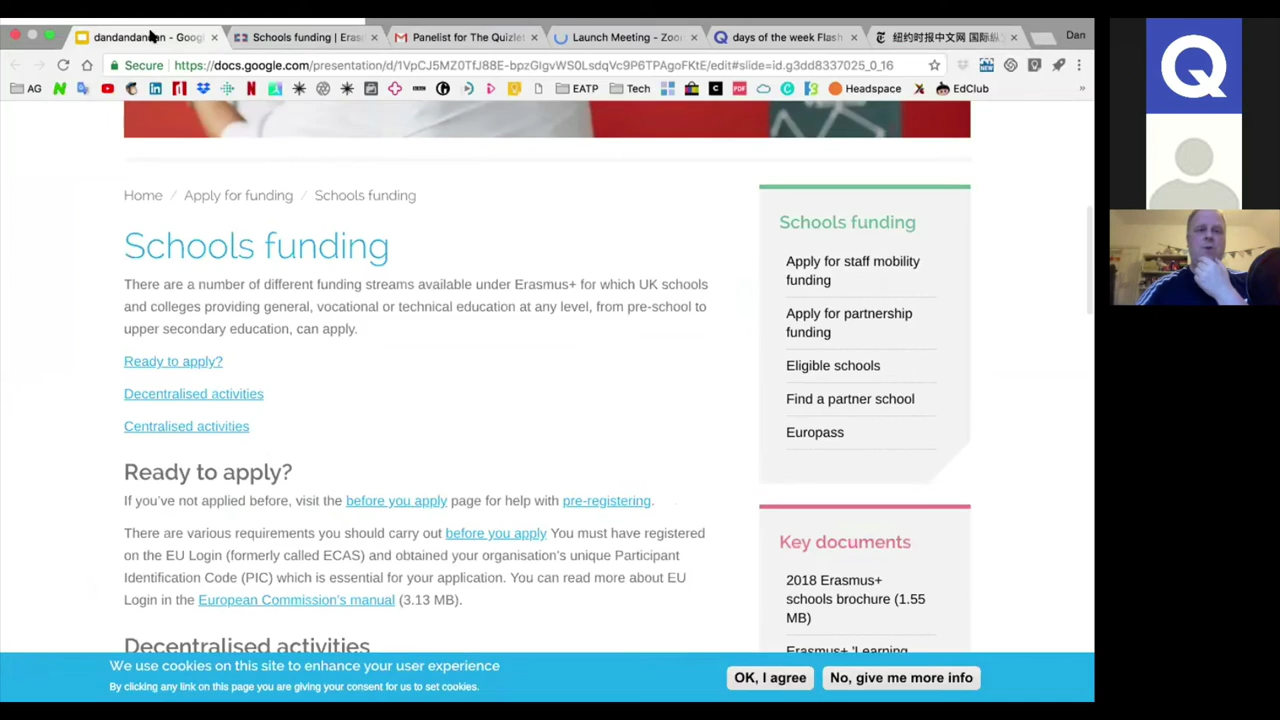 dandandandan - Googl
Schools funding | Eras
Panelist for The Quizlet
Launch Meeting - Zoo
days of the week Flash
纽约时报中文网 国际纵
Dan
Secure
https://docs.google.com/presentation/d/1VpCJ5MZ0TfJ88E-bpzGIgvWS0LsdqVc9P6TPAgoFKtE/edit#slide=id.g3dd8337025_0_16
AG
EATP
Tech
Headspace
EdClub
Home / Apply for funding / Schools funding
Schools funding
There are a number of different funding streams available under Erasmus+ for which UK schools
and colleges providing general, vocational or technical education at any level, from pre-school to
upper secondary education, can apply.
Ready to apply?
Decentralised activities
Centralised activities
Ready to apply?
If you've not applied before, visit the before you apply page for help with pre-registering.
There are various requirements you should carry out before you apply You must have registered
on the EU Login (formerly called ECAS) and obtained your organisation's unique Participant
Identification Code (PIC) which is essential for your application. You can read more about EU
Login in the European Commission's manual (3.13 MB).
Decentralised activities
Schools funding
Apply for staff mobility
funding
Apply for partnership
funding
Eligible schools
Find a partner school
Europass
Key documents
2018 Erasmus+
schools brochure (1.55
MB)
Erasmus+ 'Learning
We use cookies on this site to enhance your user experience
By clicking any link on this page you are giving your consent for us to set cookies.
OK, I agree
No, give me more info